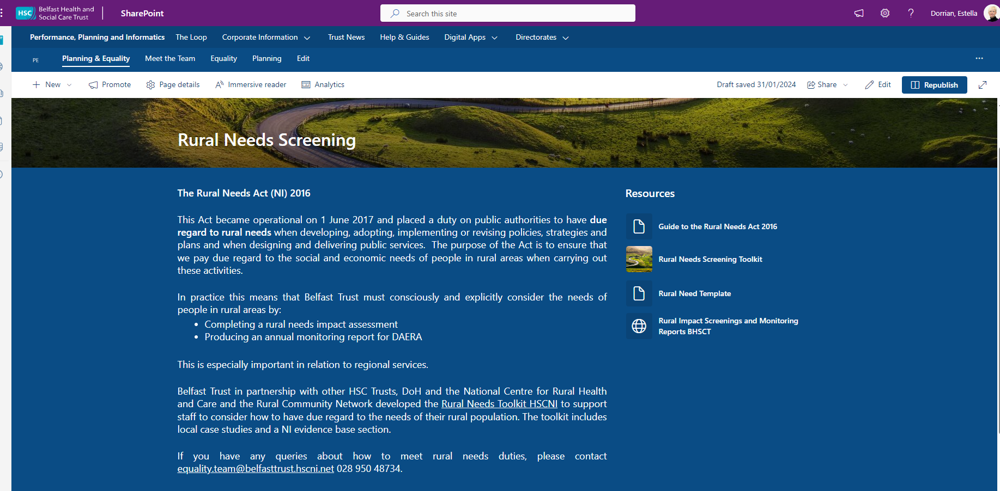 HSC Belfast Health and
Social Care Trust
SharePoint
Search this site
Dorrian, Estella
Performance, Planning and Informatics The Loop Corporate Information Trust News Help & Guides Digital Apps Directorates
PE Planning & Equality Meet the Team Equality Planning Edit
New Promote Page details Immersive reader Analytics Draft saved 31/01/2024 Share Edit Republish
Rural Needs Screening
The Rural Needs Act (NI) 2016
This Act became operational on 1 June 2017 and placed a duty on public authorities to have due
regard to rural needs when developing, adopting, implementing or revising policies, strategies and
plans and when designing and delivering public services. The purpose of the Act is to ensure that
we pay due regard to the social and economic needs of people in rural areas when carrying out
these activities.
In practice this means that Belfast Trust must consciously and explicitly consider the needs of
people in rural areas by:
• Completing a rural needs impact assessment
• Producing an annual monitoring report for DAERA
This is especially important in relation to regional services.
Belfast Trust in partnership with other HSC Trusts, DoH and the National Centre for Rural Health
and Care and the Rural Community Network developed the Rural Needs Toolkit HSCNI to support
staff to consider how to have due regard to the needs of their rural population. The toolkit includes
local case studies and a NI evidence base section.
If you have any queries about how to meet rural needs duties, please contact
equality.team@belfasttrust.hscni.net 028 950 48734.
Resources
Guide to the Rural Needs Act 2016
Rural Needs Screening Toolkit
Rural Need Template
Rural Impact Screenings and Monitoring
Reports BHSCT